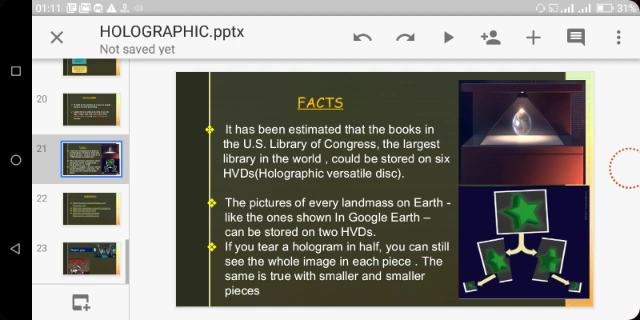 01:11
31%
HOLOGRAPHIC.pptx
Not saved yet
20
21
22
23
FACTS
It has been estimated that the books in
the U.S. Library of Congress, the largest
library in the world , could be stored on six
HVDs(Holographic versatile disc).
The pictures of every landmass on Earth -
like the ones shown In Google Earth –
can be stored on two HVDs.
If you tear a hologram in half, you can still
see the whole image in each piece . The
same is true with smaller and smaller
pieces